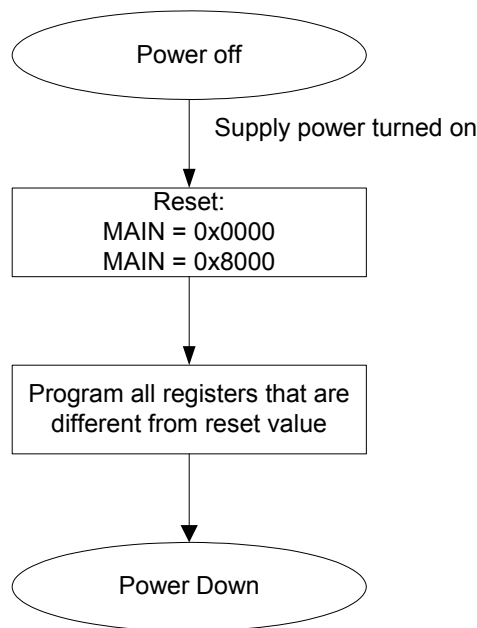 Power off
Supply power turned on
Reset:
MAIN = 0x0000
MAIN = 0x8000
Program all registers that are
different from reset value
Power Down